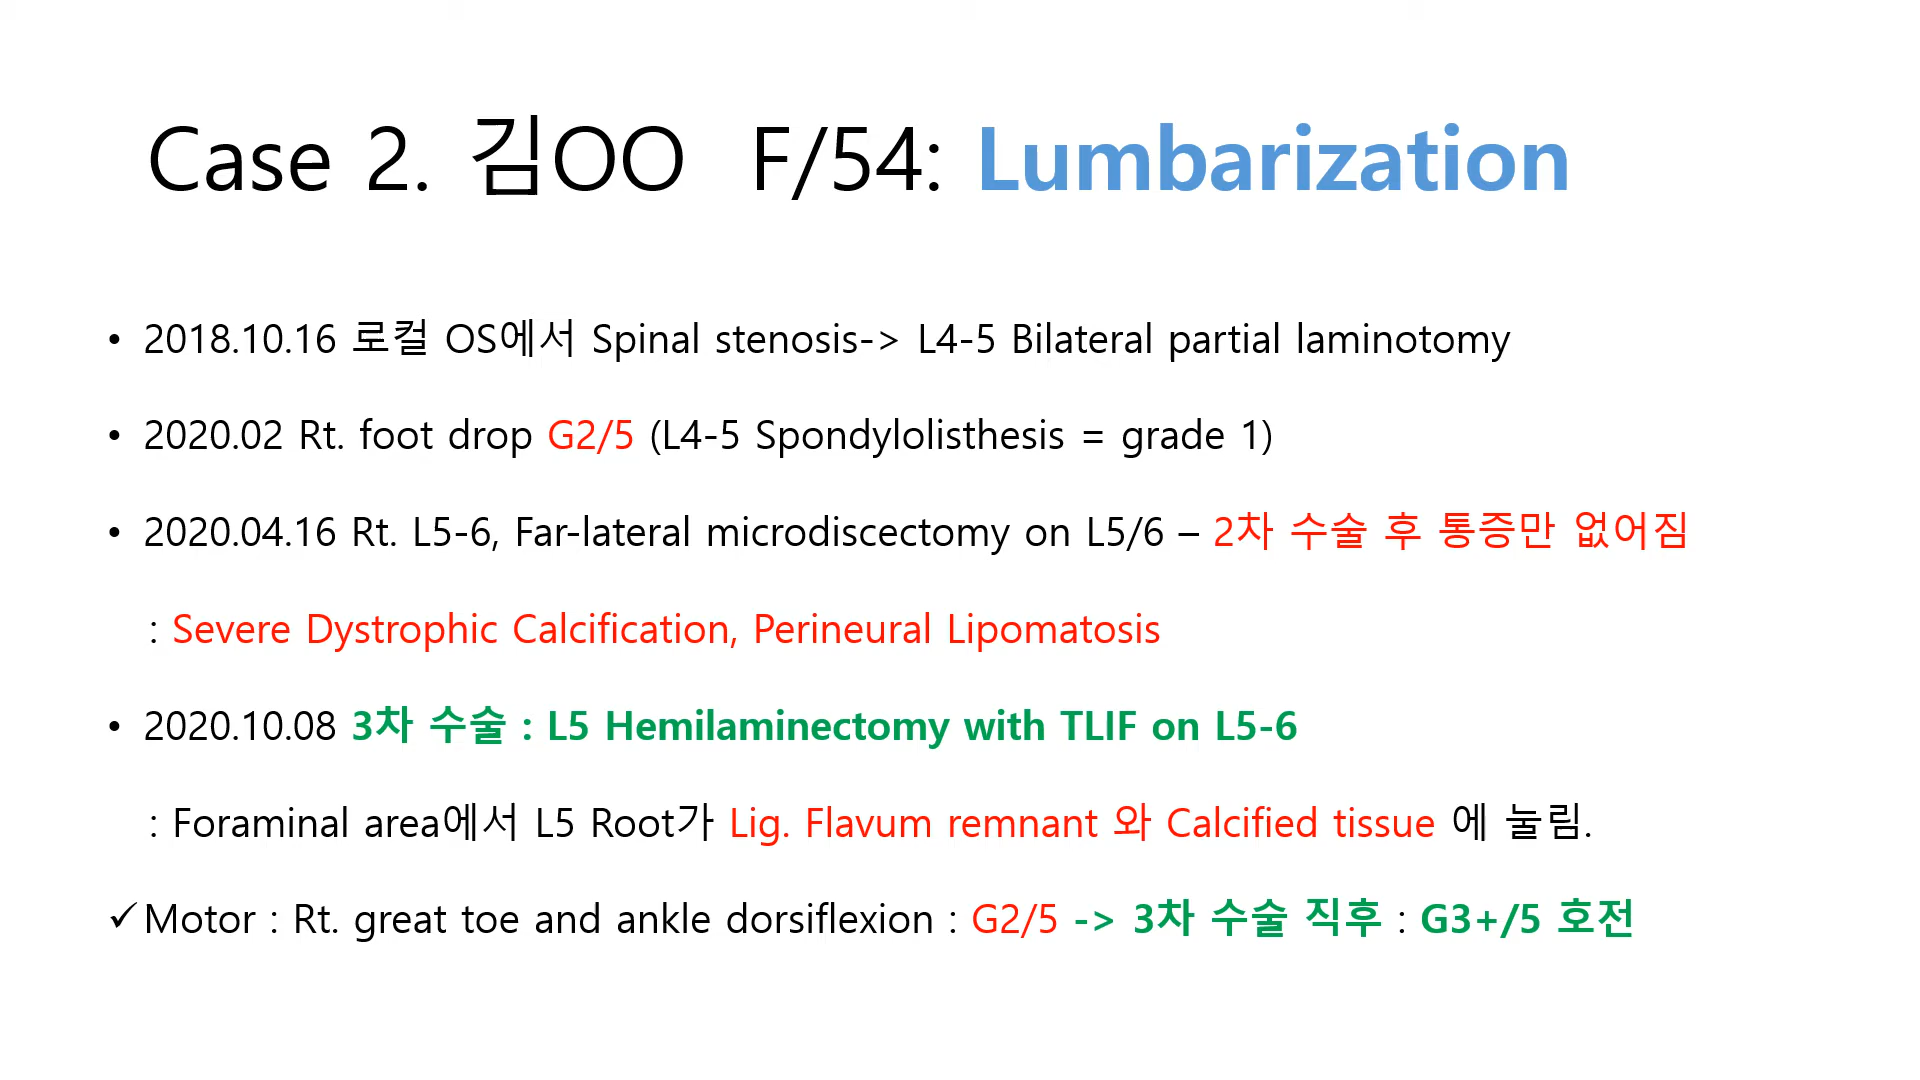 Case 2. 김OO F/54: Lumbarization
• 2018.10.16 로컬 OS에서 Spinal stenosis-> L4-5 Bilateral partial laminotomy
• 2020.02 Rt. foot drop G2/5 (L4-5 Spondylolisthesis = grade 1)
• 2020.04.16 Rt. L5-6, Far-lateral microdiscectomy on L5/6 – 2차 수술 후 통증만 없어짐
: Severe Dystrophic Calcification, Perineural Lipomatosis
• 2020.10.08 3차 수술 : L5 Hemilaminectomy with TLIF on L5-6
: Foraminal area에서 L5 Root가 Lig. Flavum remnant 와 Calcified tissue 에 눌림.
✓Motor : Rt. great toe and ankle dorsiflexion : G2/5 -> 3차 수술 직후 : G3+/5 호전